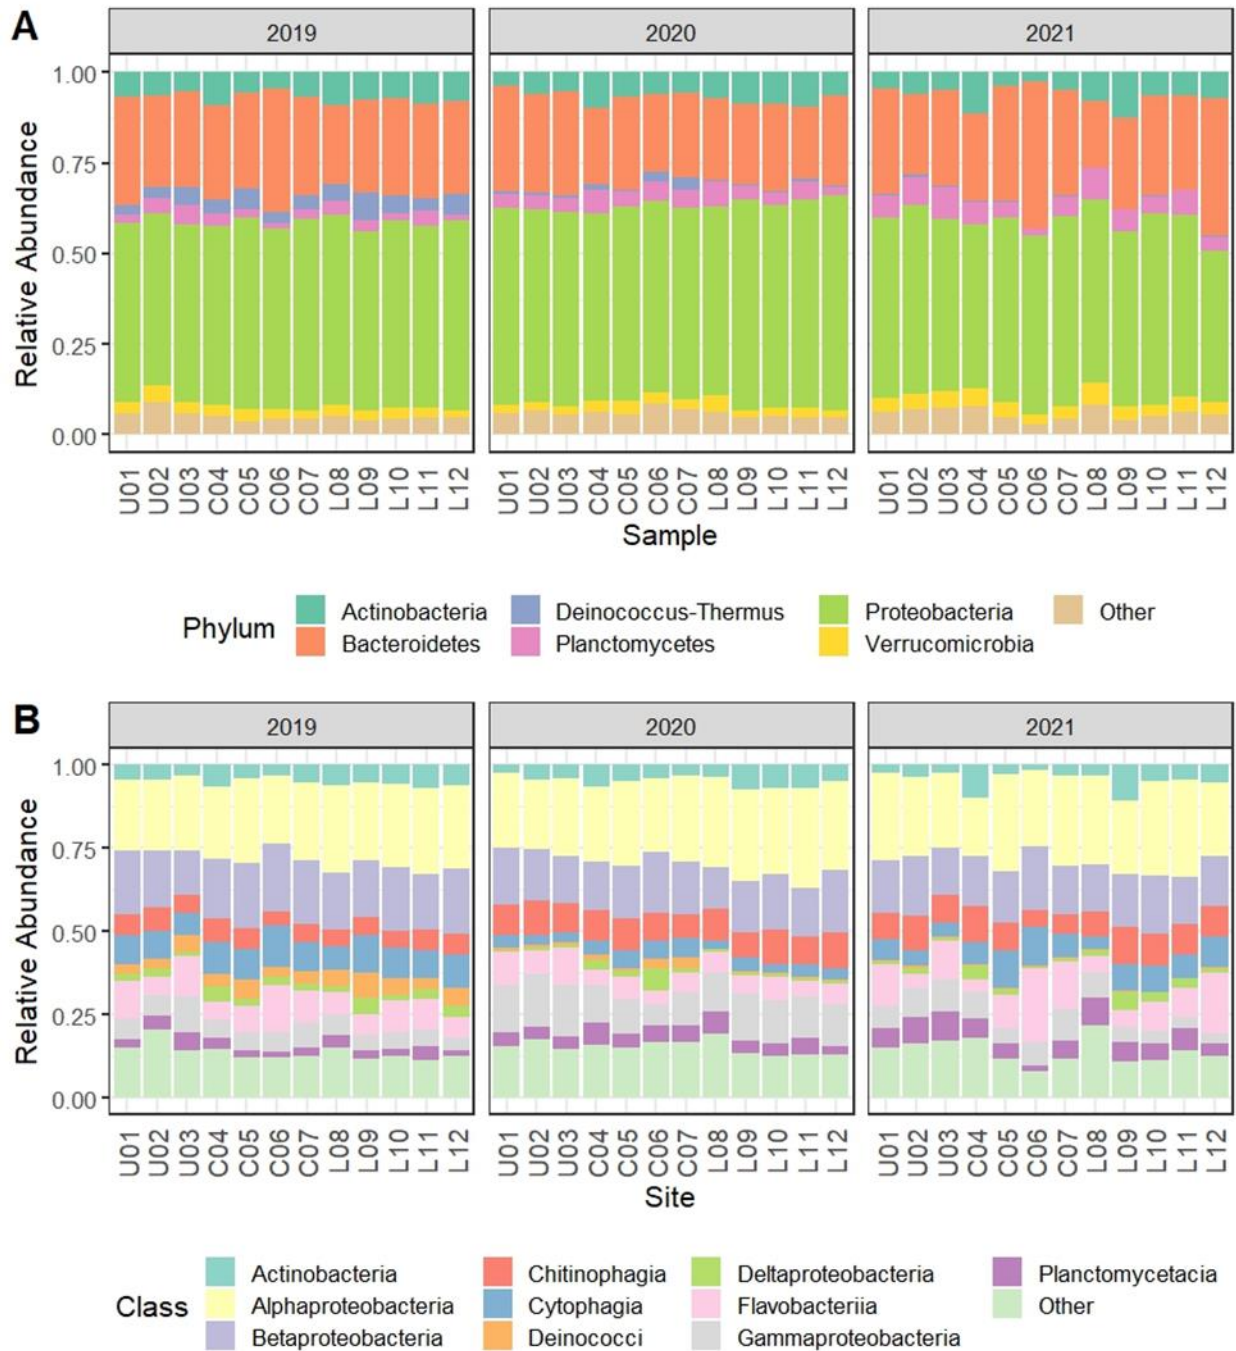 A
2019 2020 2021
Relative Abundance
1.00
0.75
0.50
0.25
0.00
U01 U02 U03 C04 C05 C06 C07 L08 L09 L10 L11 L12 U01 U02 U03 C04 C05 C06 C07 L08 L09 L10 L11 L12 U01 U02 U03 C04 C05 C06 C07 L08 L09 L10 L11 L12
Sample
Phylum
Actinobacteria Deinococcus-Thermus Proteobacteria Other
Bacteroidetes Planctomycetes Verrucomicrobia
B
2019 2020 2021
Relative Abundance
1.00
0.75
0.50
0.25
0.00
U01 U02 U03 C04 C05 C06 C07 L08 L09 L10 L11 L12 U01 U02 U03 C04 C05 C06 C07 L08 L09 L10 L11 L12 U01 U02 U03 C04 C05 C06 C07 L08 L09 L10 L11 L12
Site
Class
Actinobacteria Chitinophagia Deltaproteobacteria Planctomycetacia
Alphaproteobacteria Cytophagia Flavobacteriia Other
Betaproteobacteria Deinococci Gammaproteobacteria